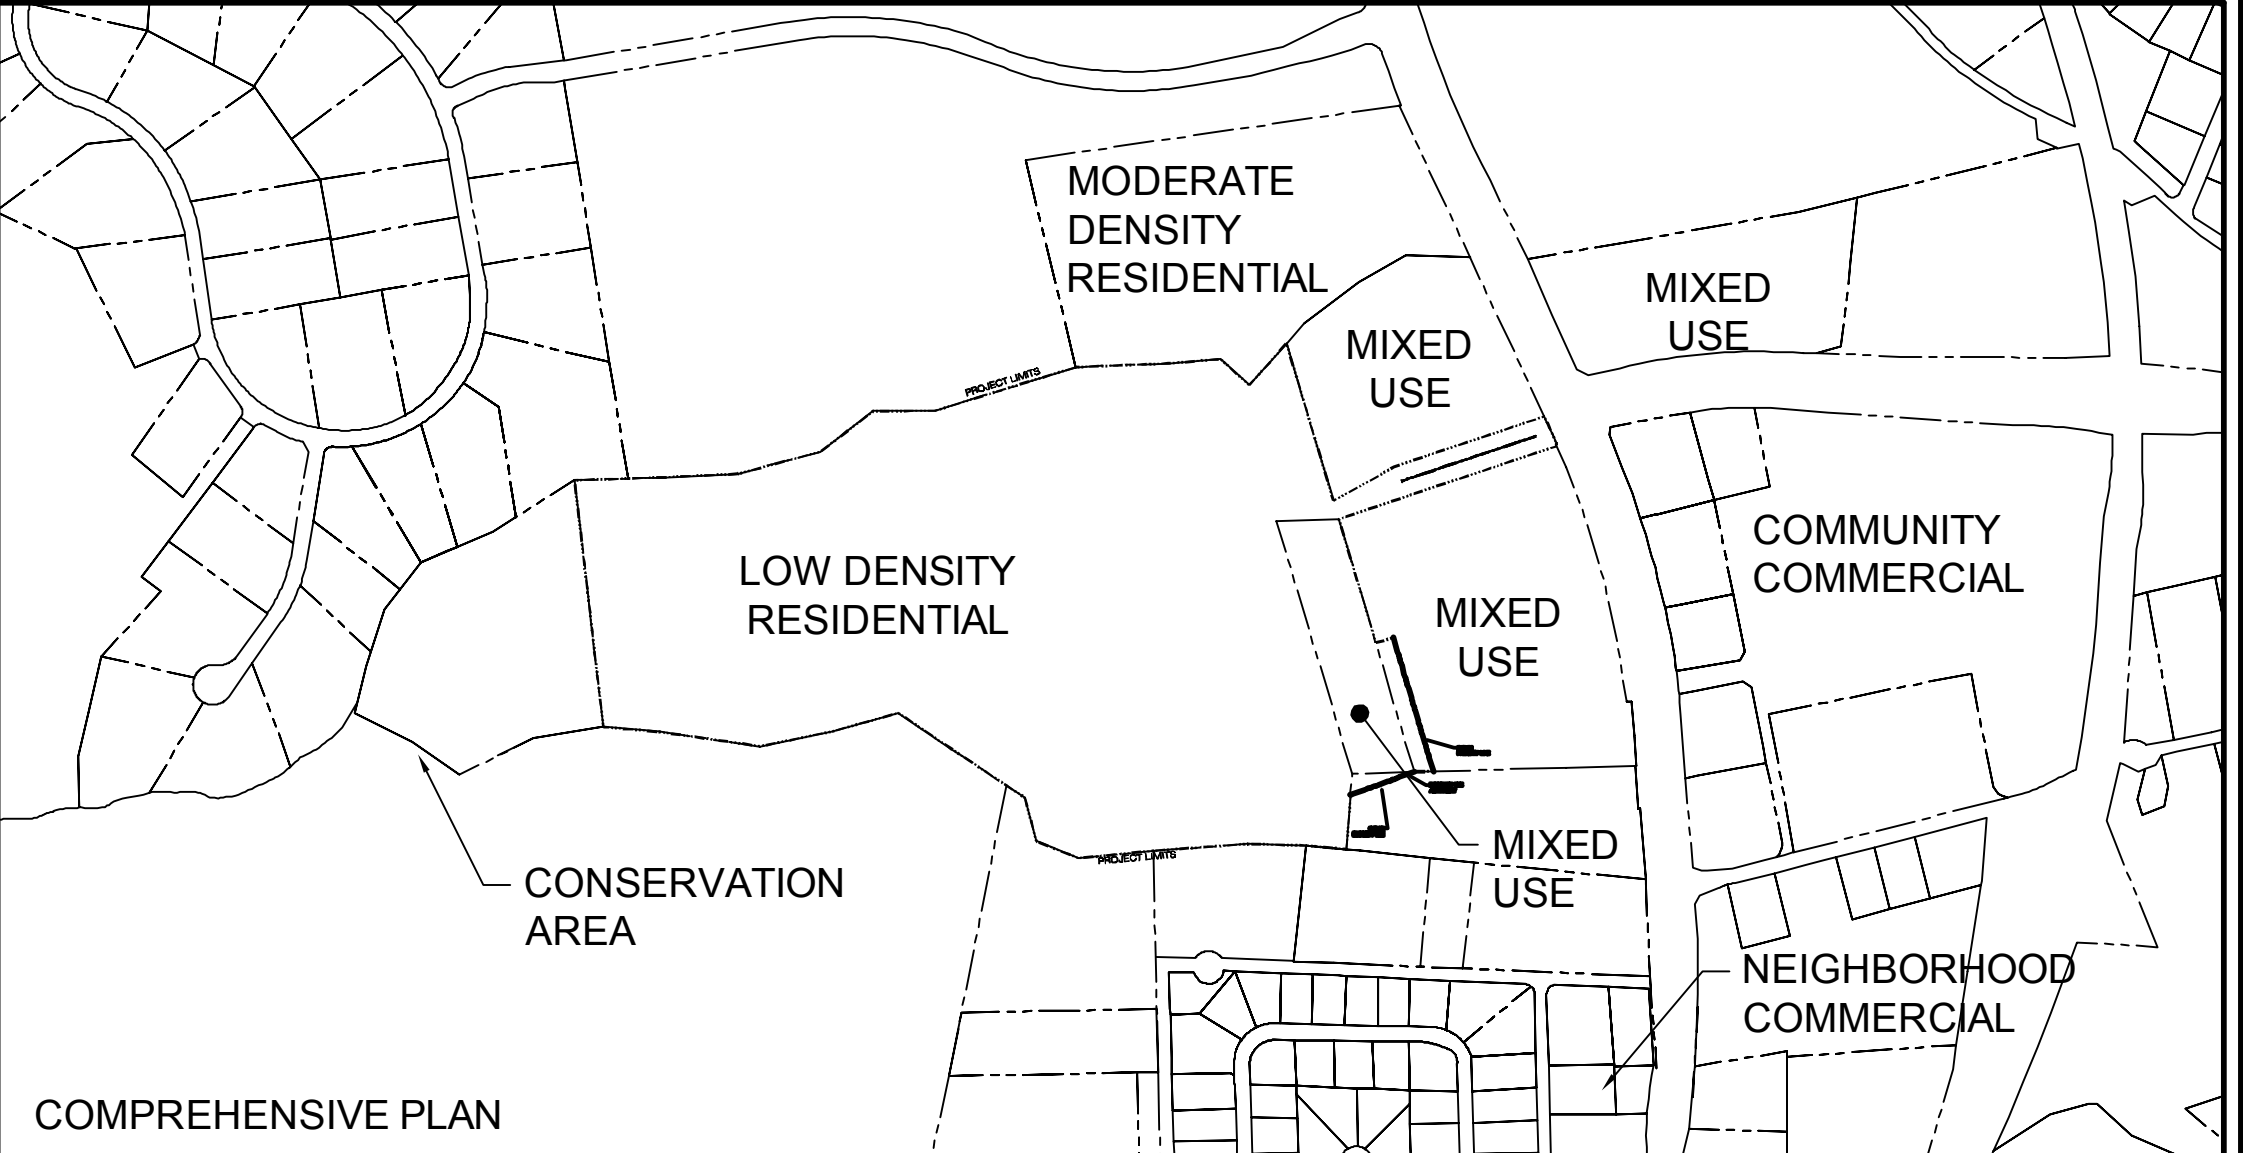 MODERATE
DENSITY
RESIDENTIAL
MIXED
USE
MIXED
USE
PROJECT LIMITS
COMMUNITY
COMMERCIAL
LOW DENSITY
RESIDENTIAL
MIXED
USE
MIXED
USE
PROJECT LIMITS
CONSERVATION
AREA
NEIGHBORHOOD
COMMERCIAL
COMPREHENSIVE PLAN